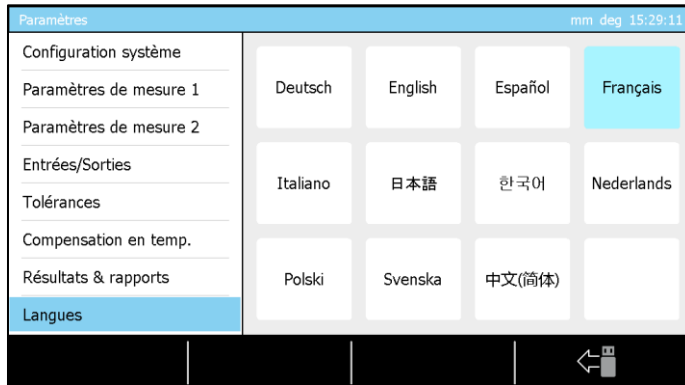 Paramètres mm deg 15:29:11
Configuration système
Paramètres de mesure 1
Paramètres de mesure 2
Entrées/Sorties
Tolérances
Compensation en temp.
Résultats & rapports
Langues
Deutsch English Español Français
Italiano 日本語 한국어 Nederlands
Polski Svenska 中文(简体)